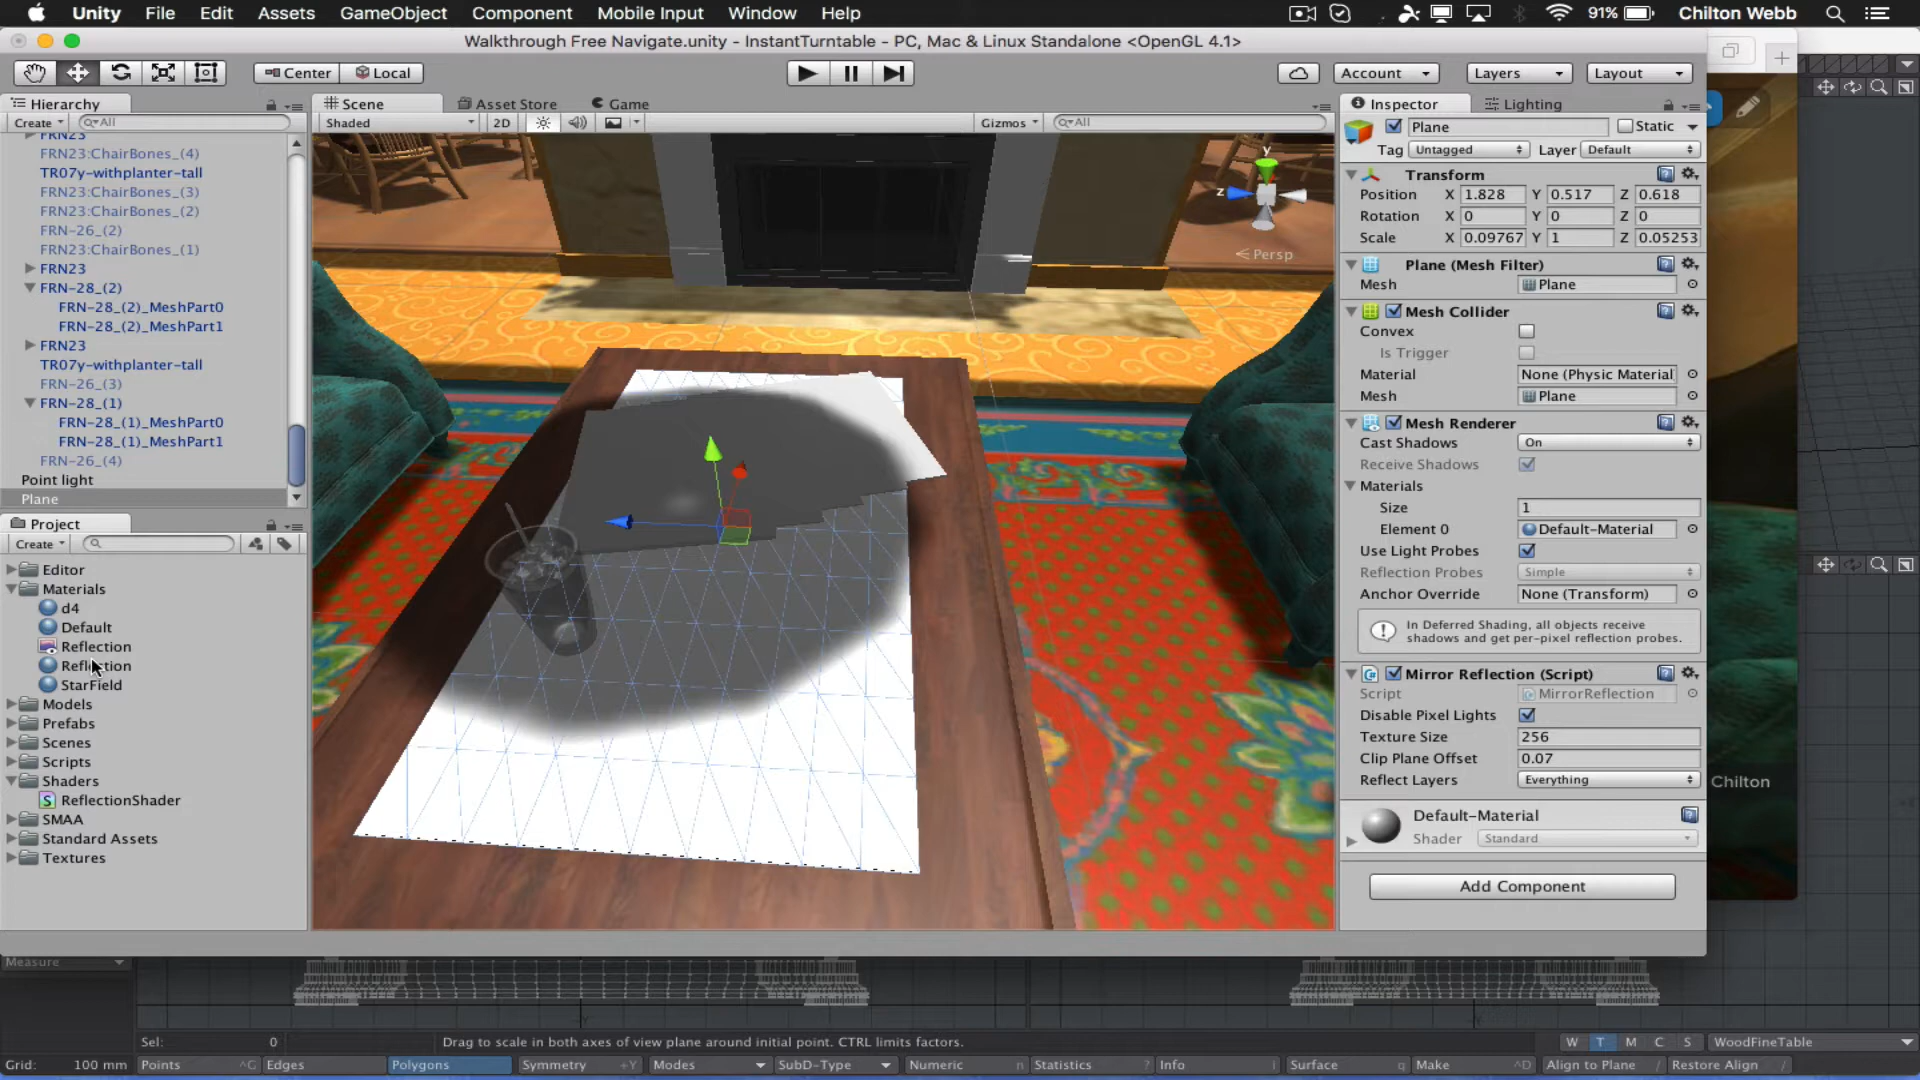 Unity File Edit Assets GameObject Component Mobile Input Window Help 91% Chilton Webb
Walkthrough Free Navigate.unity - InstantTurntable - PC, Mac & Linux Standalone <OpenGL 4.1>
Center Local Account Layers Layout
Hierarchy
Create All
FRN23
FRN23:ChairBones_(4)
TR07y-withplanter-tall
FRN23:ChairBones_(3)
FRN23:ChairBones_(2)
FRN-26_(2)
FRN23:ChairBones_(1)
FRN23
FRN-28_(2)
FRN-28_(2)_MeshPart0
FRN-28_(2)_MeshPart1
FRN23
TR07y-withplanter-tall
FRN-26_(3)
FRN-28_(1)
FRN-28_(1)_MeshPart0
FRN-28_(1)_MeshPart1
FRN-26_(4)
Point light
Plane
Project
Create
Editor
Materials
d4
Default
Reflection
Reflection
StarField
Models
Prefabs
Scenes
Scripts
Shaders
ReflectionShader
SMAA
Standard Assets
Textures
Scene Asset Store Game
Shaded 2D Gizmos All
y
z
Persp
Inspector Lighting
Plane Static
Tag Untagged Layer Default
Transform
Position X 1.828 Y 0.517 Z 0.618
Rotation X 0 Y 0 Z 0
Scale X 0.09767 Y 1 Z 0.05253
Plane (Mesh Filter)
Mesh Plane
Mesh Collider
Convex
Is Trigger
Material None (Physic Material)
Mesh Plane
Mesh Renderer
Cast Shadows On
Receive Shadows
Materials
Size 1
Element 0 Default-Material
Use Light Probes
Reflection Probes Simple
Anchor Override None (Transform)
In Deferred Shading, all objects receive
shadows and get per-pixel reflection probes.
Mirror Reflection (Script)
Script MirrorReflection
Disable Pixel Lights
Texture Size 256
Clip Plane Offset 0.07
Reflect Layers Everything
Default-Material
Shader Standard
Add Component
Chilton
Measure
Sel: 0 Drag to scale in both axes of view plane around initial point. CTRL limits factors. W T M C S WoodFineTable
Grid: 100 mm Points ^G Edges Polygons Symmetry +Y Modes SubD-Type Numeric n Statistics Info i Surface q Make ^D Align to Plane / Restore Align /